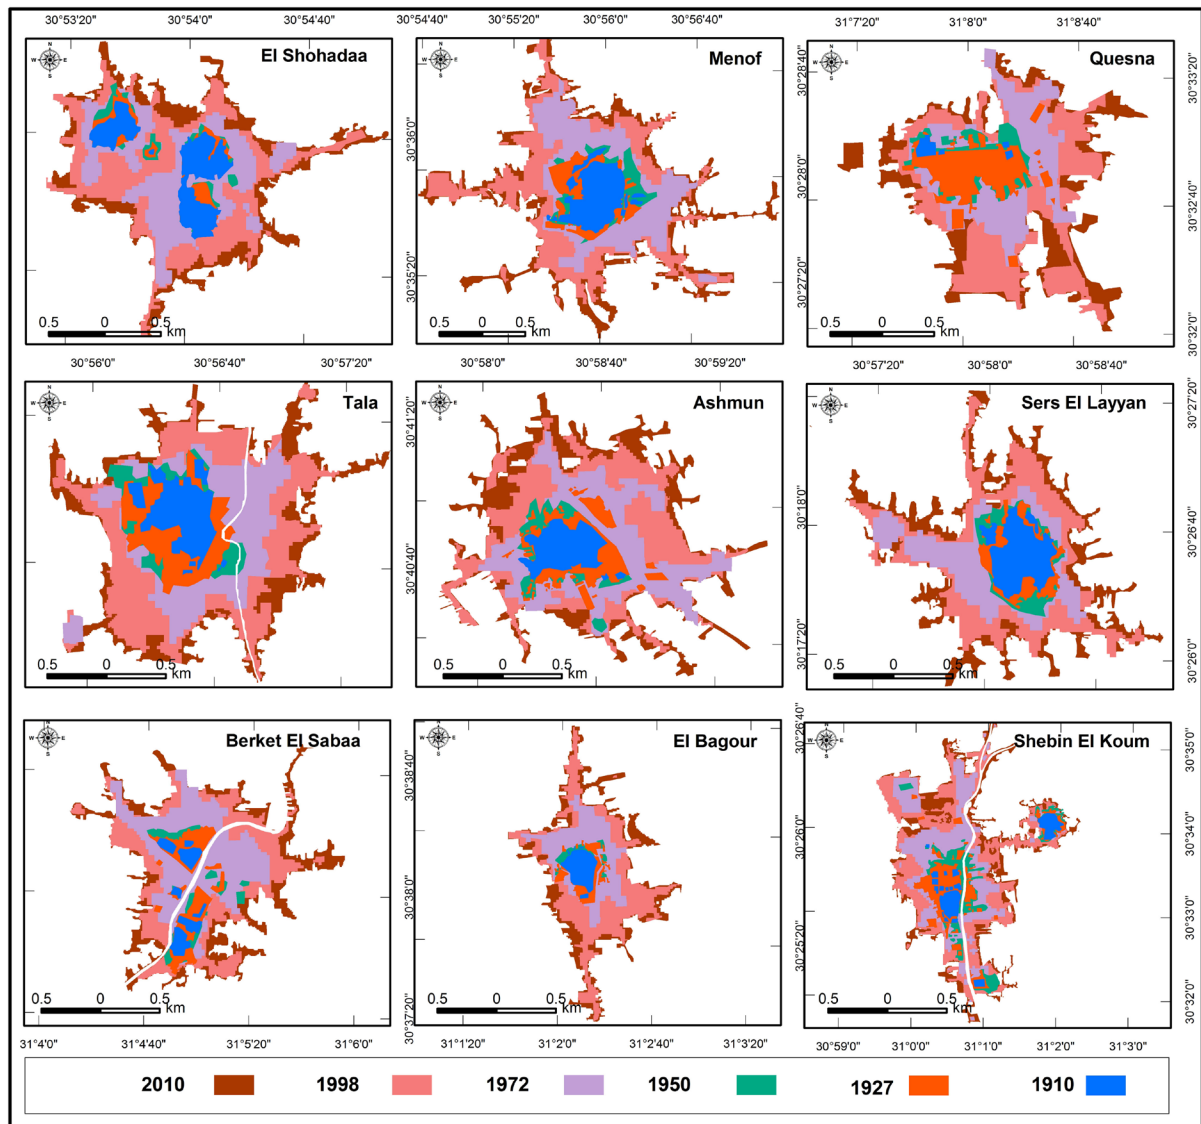 30°53'20" 30°54'0" 30°54'40" 30°54'40" 30°55'20" 30°56'0" 30°56'40" 31°7'20" 31°8'0" 31°8'40"
El Shohadaa
N
W E
S
0.5 0 0.5
km
30°36'0"
30°35'20"
Menof
N
W E
S
0.5 0 0.5
km
30°28'40"
30°28'0"
30°27'20"
Quesna
N
W E
S
0.5 0 0.5
km
30°33'20"
30°32'40"
30°32'0"
30°56'0" 30°56'40" 30°57'20" 30°58'0" 30°58'40" 30°59'20" 30°57'20" 30°58'0" 30°58'40"
Tala
N
W E
S
0.5 0 0.5
km
30°41'20"
30°40'40"
Ashmun
N
W E
S
0.5 0 0.5
km
30°18'0"
30°17'20"
Sers El Layyan
N
W E
S
0.5 0 0.5
km
30°27'20"
30°26'40"
30°26'0"
Berket El Sabaa
N
W E
S
0.5 0 0.5
km
30°38'40"
30°38'0"
30°37'20"
El Bagour
N
W E
S
0.5 0 0.5
km
30°26'40"
30°26'0"
30°25'20"
Shebin El Koum
N
W E
S
0.5 0 0.5
km
30°35'0"
30°34'0"
30°33'0"
30°32'0"
31°4'0" 31°4'40" 31°5'20" 31°6'0" 31°1'20" 31°2'0" 31°2'40" 31°3'20" 30°59'0" 31°0'0" 31°1'0" 31°2'0" 31°3'0"
2010 1998 1972 1950 1927 1910